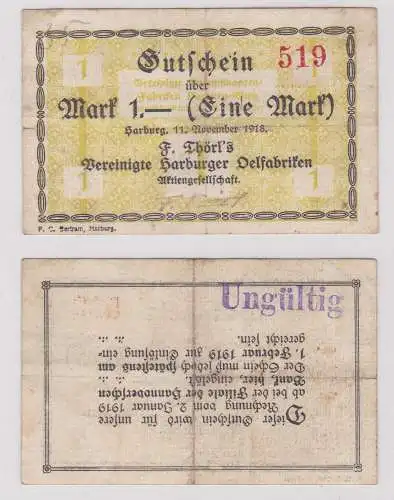 Gutschein
519
über
Mark 1.— (Eine Mark)
Harburg, 11. November 1918.
F. Thörl's
Vereinigte Harburger Oelfabriken
Aktiengesellschaft.
1
1
1
1
Harburg.
Ungültig
Dieser Gutschein wird für unsere
Rechnung vom 2. Januar 1919
ab bei der Filiale der Hannoverschen
Bank, hier, eingelöst.
Der Schein muß jedoch spätestens am
1. Februar 1919 zur Einlösung ein-
gereicht sein.